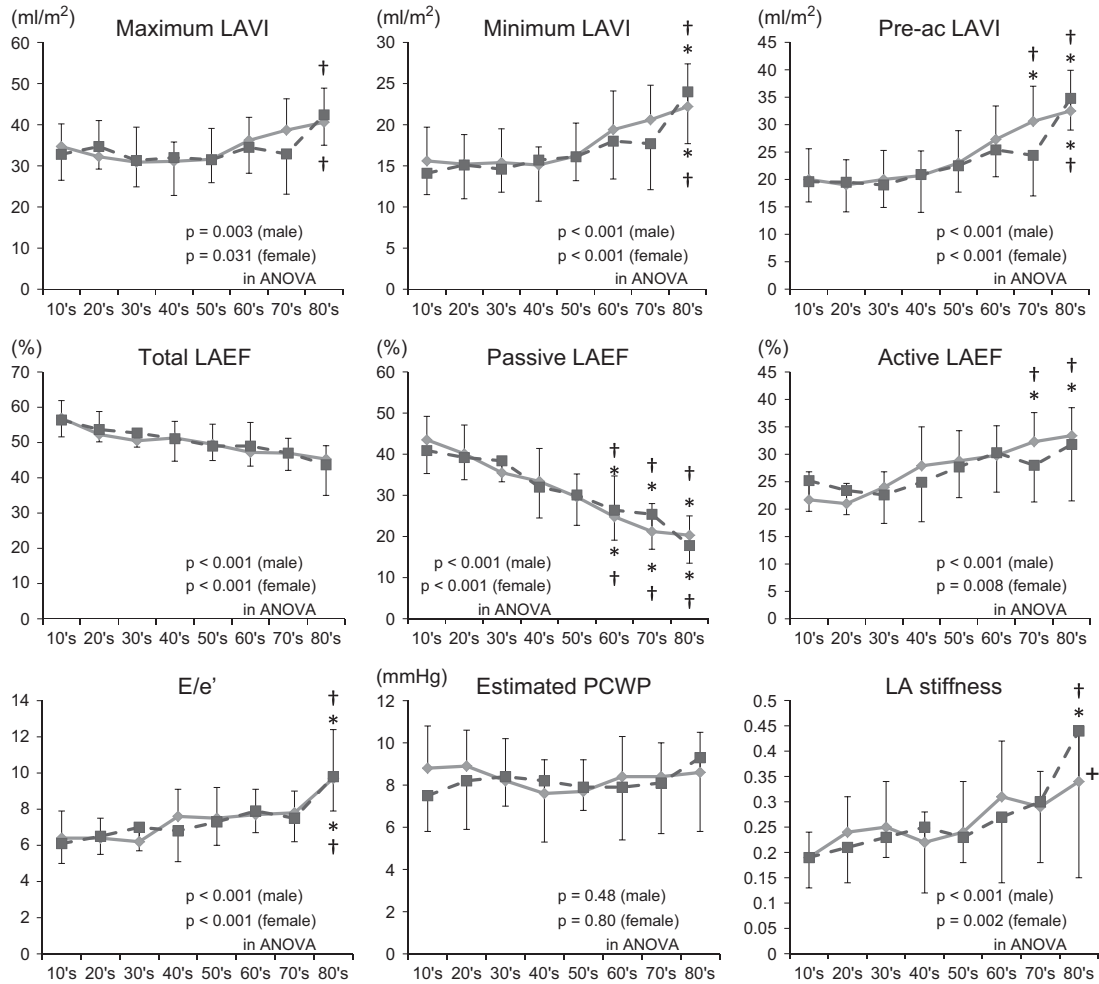 (ml/m²) (ml/m²) (ml/m²)
Maximum LAVI Minimum LAVI Pre-ac LAVI
60
50
40
30
20
10
0
†
†
p = 0.003 (male)
p = 0.031 (female)
in ANOVA
10's 20's 30's 40's 50's 60's 70's 80's
30
25
20
15
10
5
0
†
*
*
†
p < 0.001 (male)
p < 0.001 (female)
in ANOVA
10's 20's 30's 40's 50's 60's 70's 80's
45
40
35
30
25
20
15
10
5
0
† †
* *
*
†
p < 0.001 (male)
p < 0.001 (female)
in ANOVA
10's 20's 30's 40's 50's 60's 70's 80's
(%) (%) (%)
Total LAEF Passive LAEF Active LAEF
70
60
50
40
30
20
10
0
p < 0.001 (male)
p < 0.001 (female)
in ANOVA
10's 20's 30's 40's 50's 60's 70's 80's
60
50
40
30
20
10
0
† † †
* * *
* * *
† † †
p < 0.001 (male)
p < 0.001 (female)
in ANOVA
10's 20's 30's 40's 50's 60's 70's 80's
45
40
35
30
25
20
15
10
5
0
† †
* *
p < 0.001 (male)
p = 0.008 (female)
in ANOVA
10's 20's 30's 40's 50's 60's 70's 80's
E/e’ (mmHg) Estimated PCWP LA stiffness
14
12
10
8
6
4
2
0
†
*
*
†
p < 0.001 (male)
p < 0.001 (female)
in ANOVA
10's 20's 30's 40's 50's 60's 70's 80's
12
10
8
6
4
2
0
p = 0.48 (male)
p = 0.80 (female)
in ANOVA
10's 20's 30's 40's 50's 60's 70's 80's
0.5
0.45
0.4
0.35
0.3
0.25
0.2
0.15
0.1
0.05
0
†
*
†
p < 0.001 (male)
p = 0.002 (female)
in ANOVA
10's 20's 30's 40's 50's 60's 70's 80's